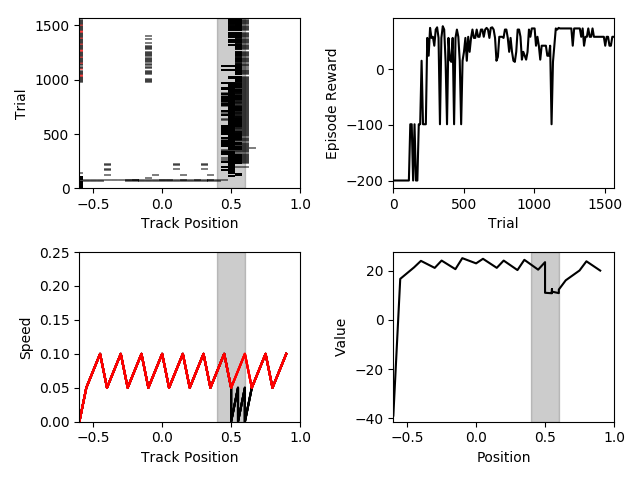 1500
1000
500
0
Trial
−0.5 0.0 0.5 1.0
Track Position
0
−100
−200
Episode Reward
0 500 1000 1500
Trial
0.25
0.20
0.15
0.10
0.05
0.00
Speed
−0.5 0.0 0.5 1.0
Track Position
20
0
−20
−40
Value
−0.5 0.0 0.5 1.0
Position